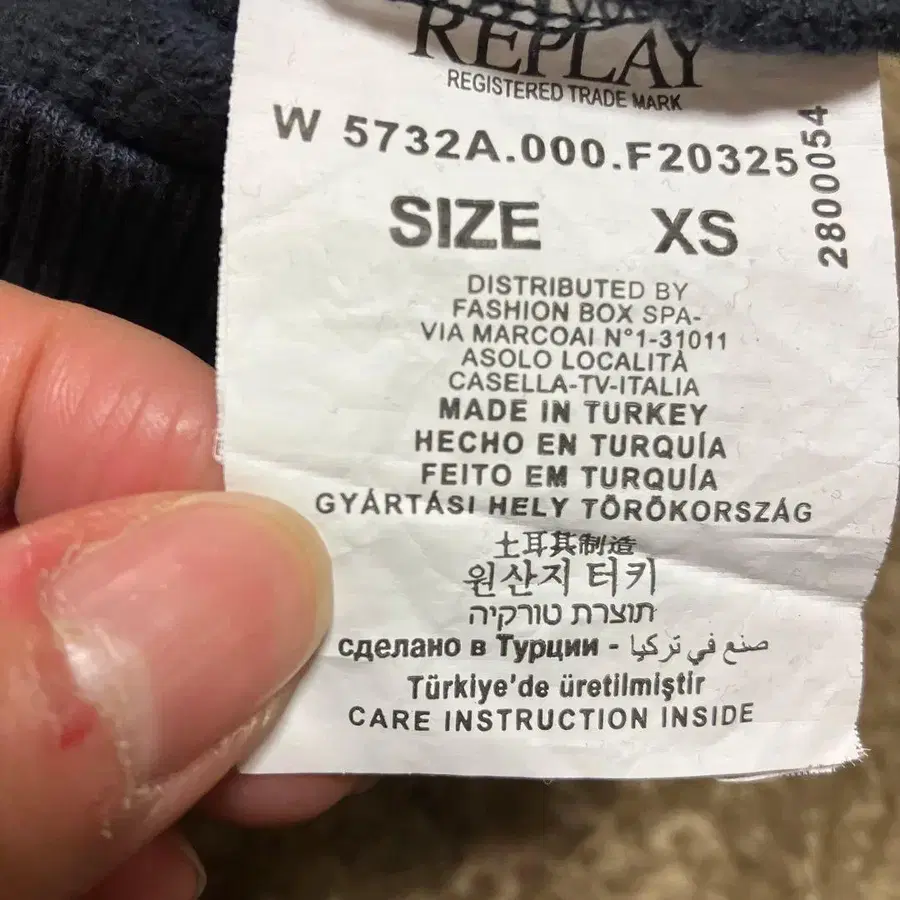 REPLAY
REGISTERED TRADE MARK
W 5732A.000.F20325
2800054
SIZE XS
DISTRIBUTED BY
FASHION BOX SPA-
VIA MARCOAI N°1-31011
ASOLO LOCALITÀ
CASELLA-TV-ITALIA
MADE IN TURKEY
HECHO EN TURQUÍA
FEITO EM TURQUÍA
GYÁRTÁSI HELY TÖRÖKORSZÁG
土耳其制造
원산지 터키
תוצרת טורקיה
сделано в Турции - صنع في تركيا
Türkiye'de üretilmiştir
CARE INSTRUCTION INSIDE